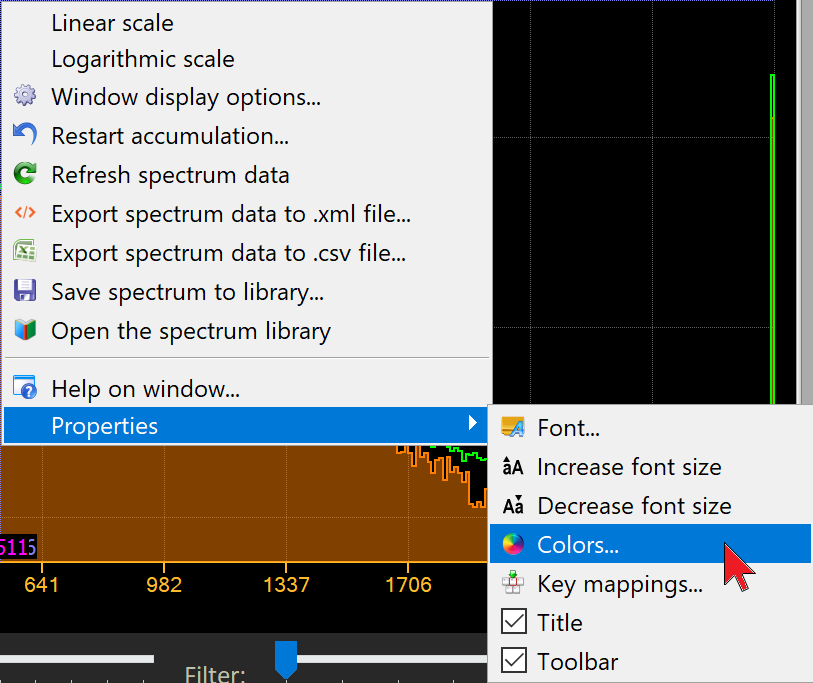 Linear scale
Logarithmic scale
Window display options...
Restart accumulation...
Refresh spectrum data
Export spectrum data to .xml file...
Export spectrum data to .csv file...
Save spectrum to library...
Open the spectrum library
Help on window...
Properties
Font...
Increase font size
Decrease font size
Colors...
Key mappings...
Title
Toolbar
5115
641 982 1337 1706
Filter: